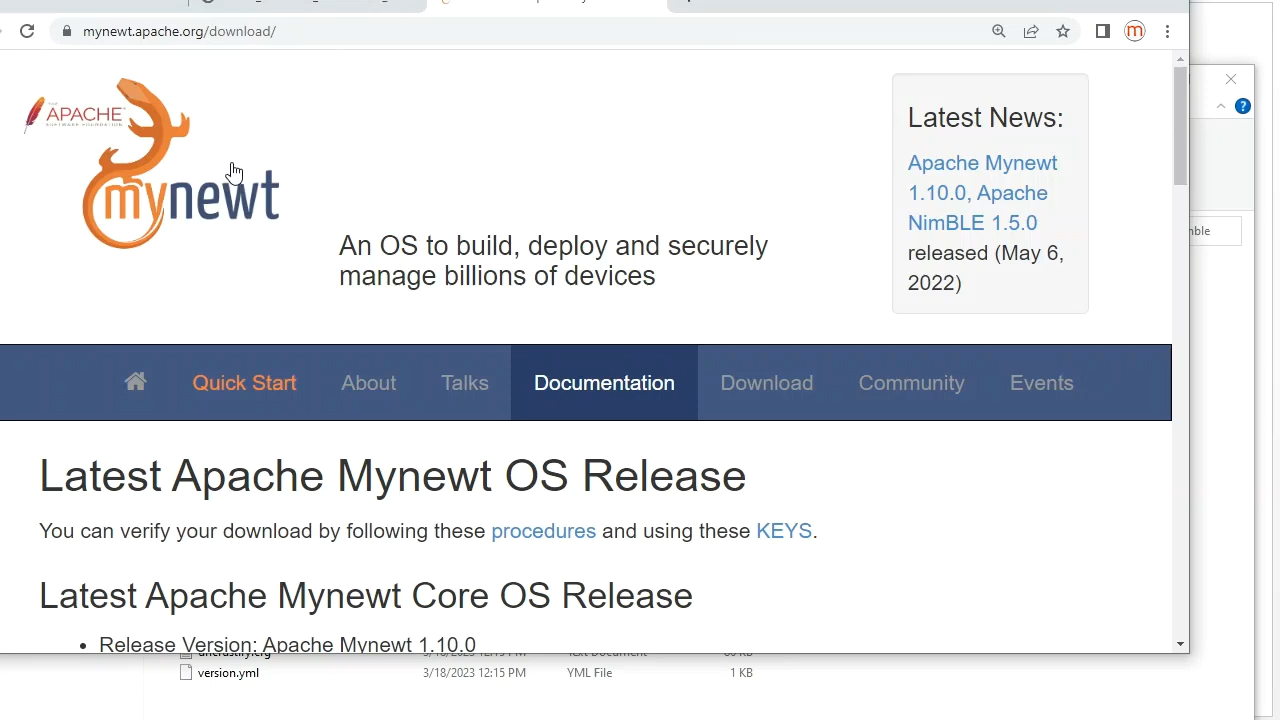 mynewt.apache.org/download/
m
THE
APACHE
SOFTWARE FOUNDATION
mynewt
An OS to build, deploy and securely
manage billions of devices
Latest News:
Apache Mynewt
1.10.0, Apache
NimBLE 1.5.0
released (May 6,
2022)
?
nble
Quick Start
About
Talks
Documentation
Download
Community
Events
Latest Apache Mynewt OS Release
You can verify your download by following these procedures and using these KEYS.
Latest Apache Mynewt Core OS Release
• Release Version: Apache Mynewt 1.10.0
version.yml
3/18/2023 12:15 PM
YML File
1 KB